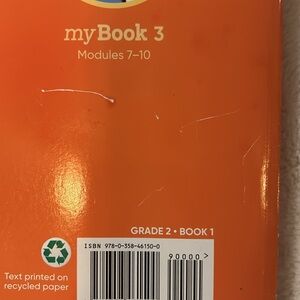 myBook 3
Modules 7–10
GRADE 2 • BOOK 1
ISBN 978-0-358-46150-0
90000>
Text printed on
recycled paper